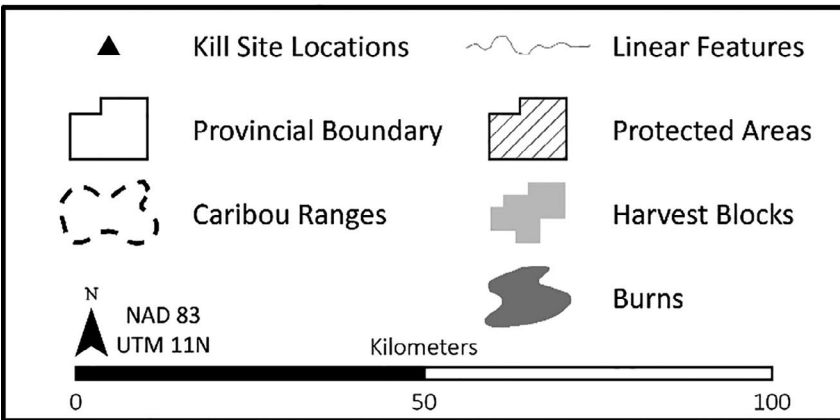 Kill Site Locations
Linear Features
Provincial Boundary
Protected Areas
Caribou Ranges
Harvest Blocks
Burns
N
NAD 83
UTM 11N
Kilometers
0 50 100